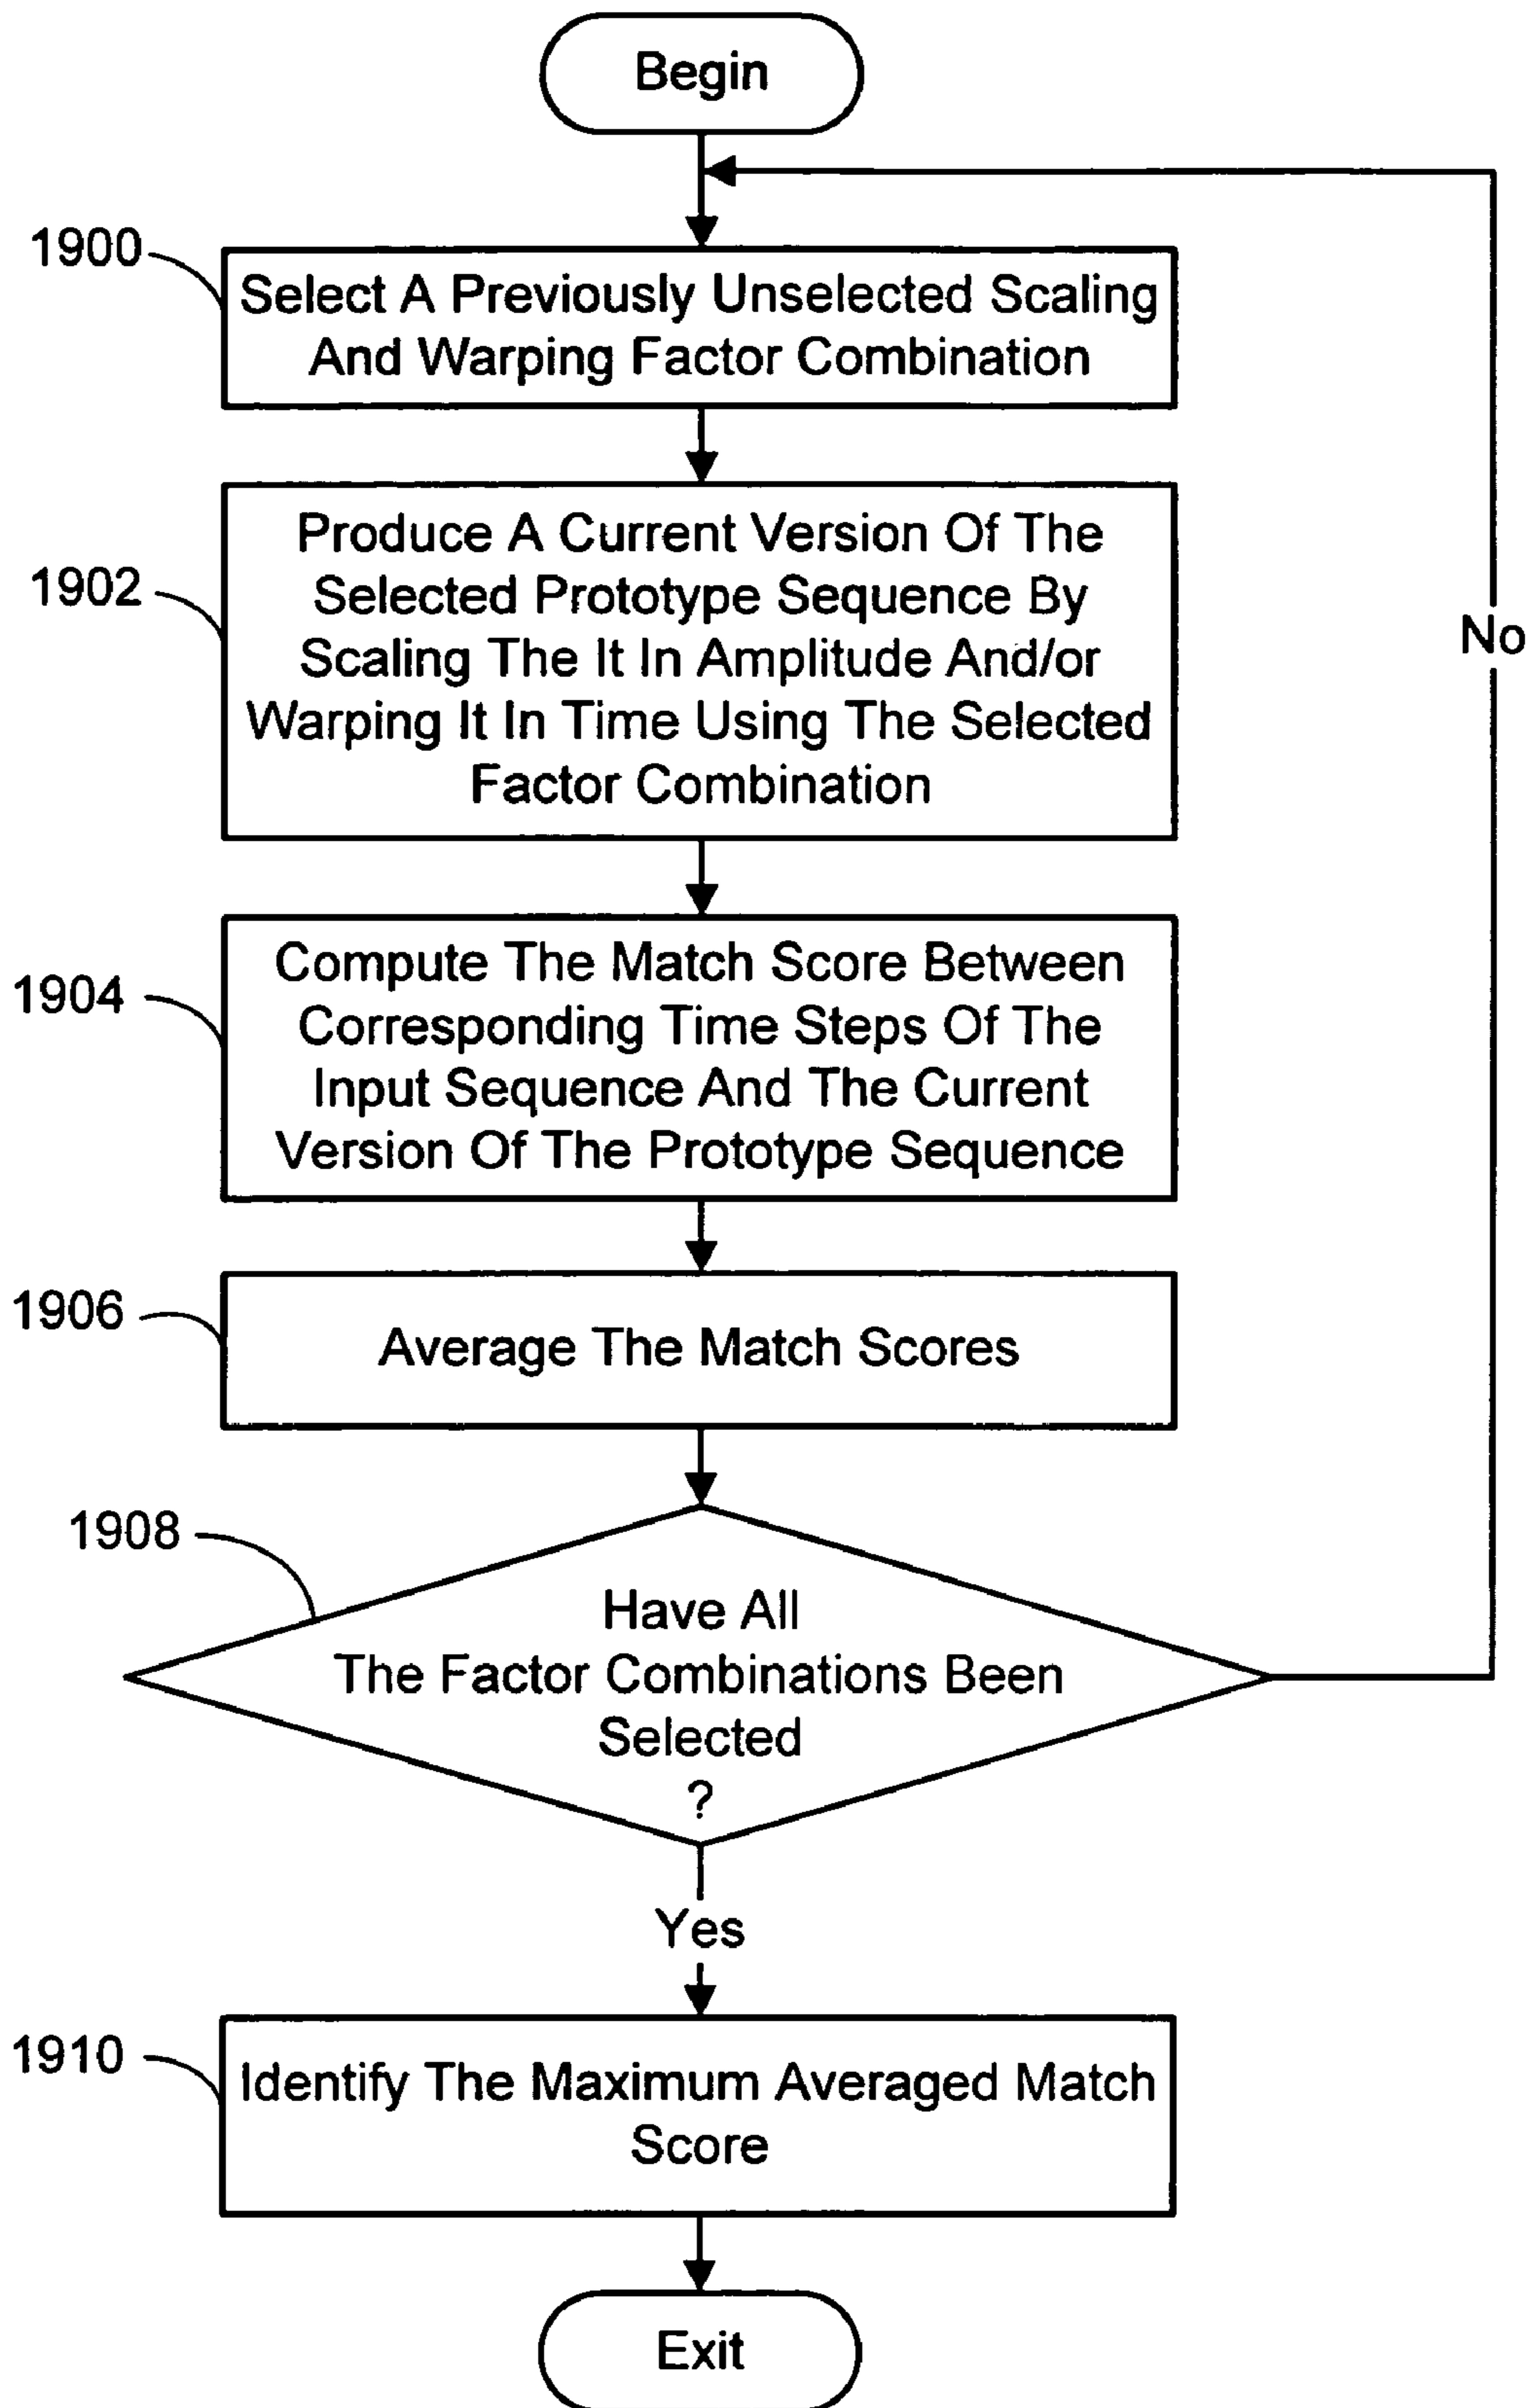 Begin
1900
Select A Previously Unselected Scaling
And Warping Factor Combination
1902
Produce A Current Version Of The
Selected Prototype Sequence By
Scaling The It In Amplitude And/or
Warping It In Time Using The Selected
Factor Combination
No
1904
Compute The Match Score Between
Corresponding Time Steps Of The
Input Sequence And The Current
Version Of The Prototype Sequence
1906
Average The Match Scores
1908
Have All
The Factor Combinations Been
Selected
?
Yes
1910
Identify The Maximum Averaged Match
Score
Exit